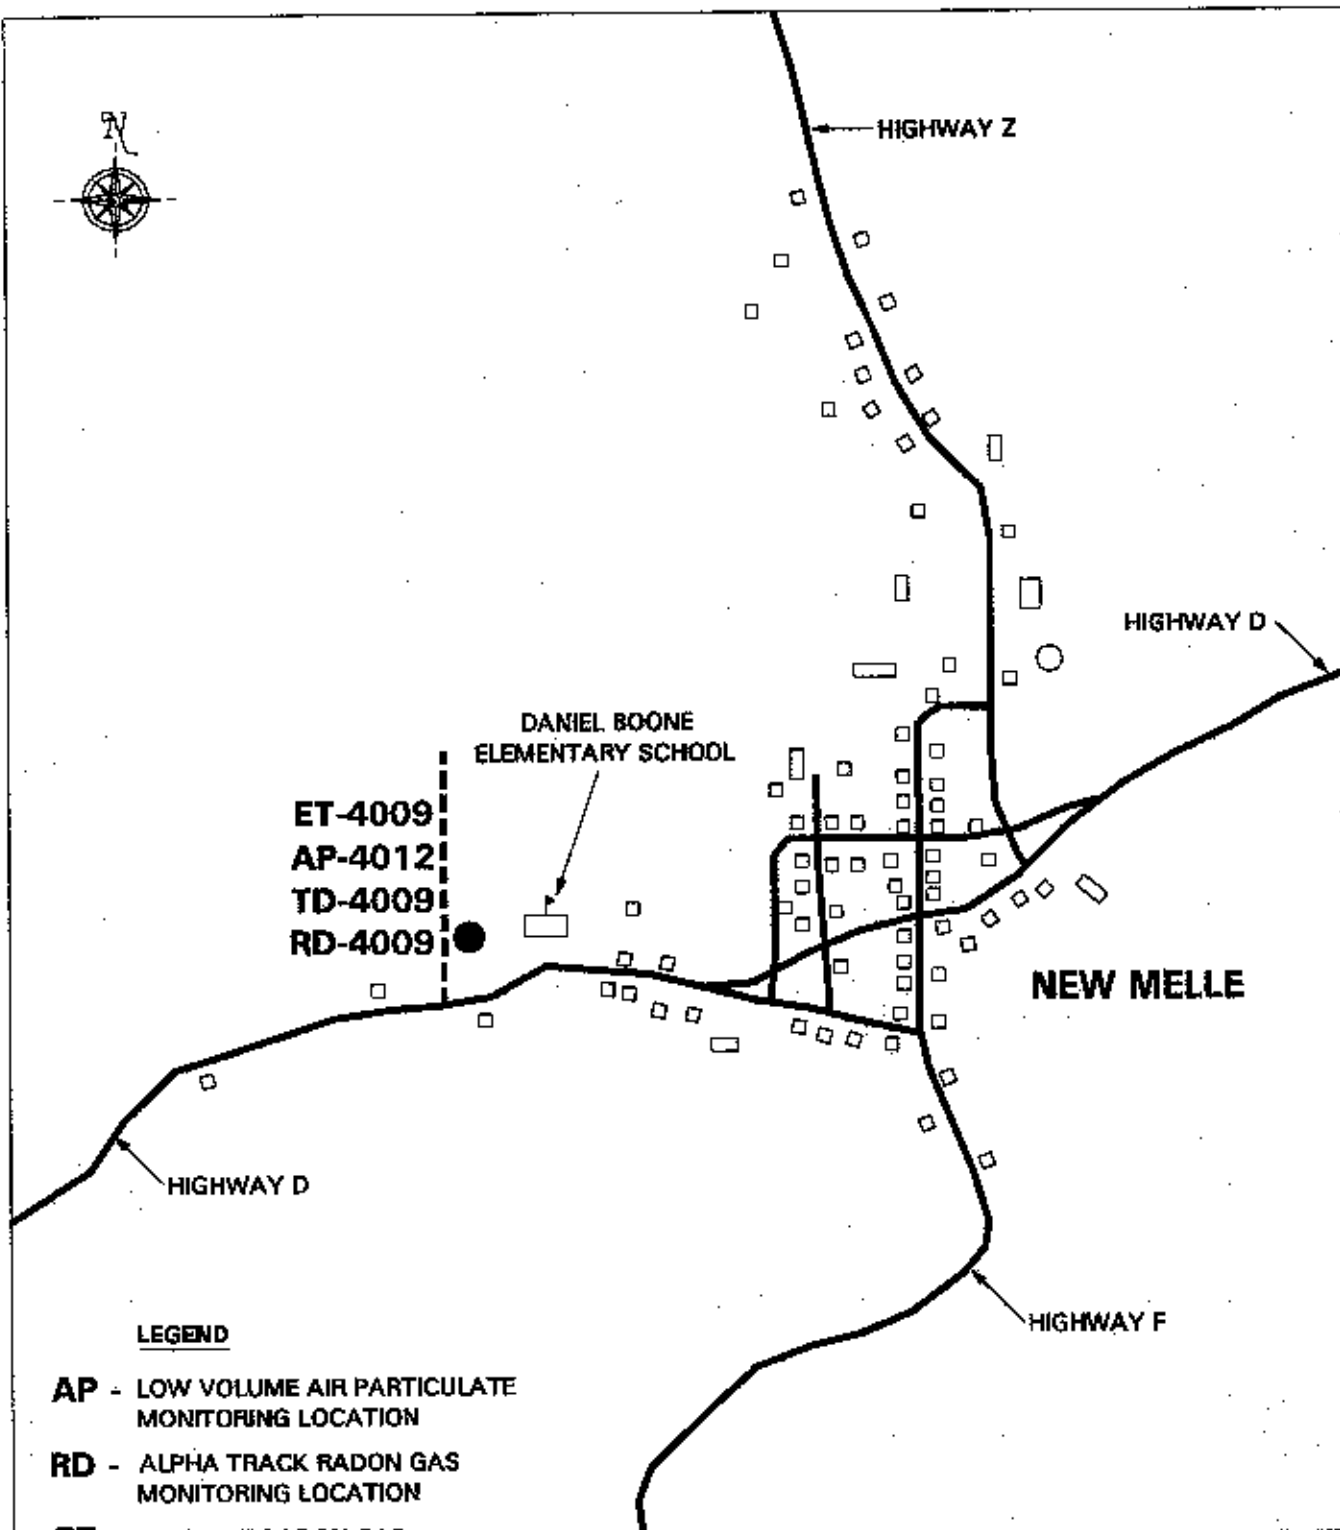 N
HIGHWAY Z
HIGHWAY D
DANIEL BOONE
ELEMENTARY SCHOOL
ET-4009
AP-4012
TD-4009
RD-4009
NEW MELLE
HIGHWAY D
HIGHWAY F
LEGEND
AP - LOW VOLUME AIR PARTICULATE
MONITORING LOCATION
RD - ALPHA TRACK RADON GAS
MONITORING LOCATION